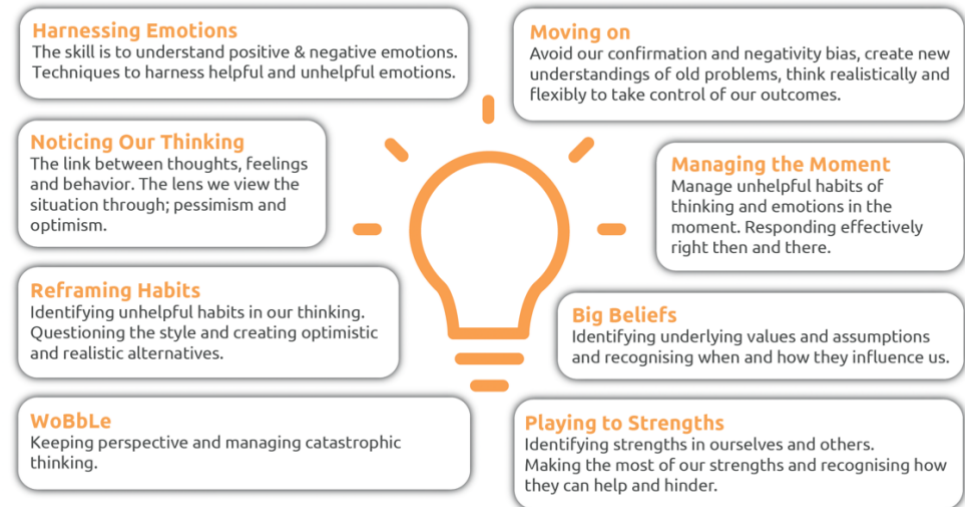 Harnessing Emotions
The skill is to understand positive & negative emotions.
Techniques to harness helpful and unhelpful emotions.
Noticing Our Thinking
The link between thoughts, feelings
and behavior. The lens we view the
situation through; pessimism and
optimism.
Reframing Habits
Identifying unhelpful habits in our thinking.
Questioning the style and creating optimistic
and realistic alternatives.
WoBbLe
Keeping perspective and managing catastrophic
thinking.
Moving on
Avoid our confirmation and negativity bias, create new
understandings of old problems, think realistically and
flexibly to take control of our outcomes.
Managing the Moment
Manage unhelpful habits of
thinking and emotions in the
moment. Responding effectively
right then and there.
Big Beliefs
Identifying underlying values and assumptions
and recognising when and how they influence us.
Playing to Strengths
Identifying strengths in ourselves and others.
Making the most of our strengths and recognising how
they can help and hinder.